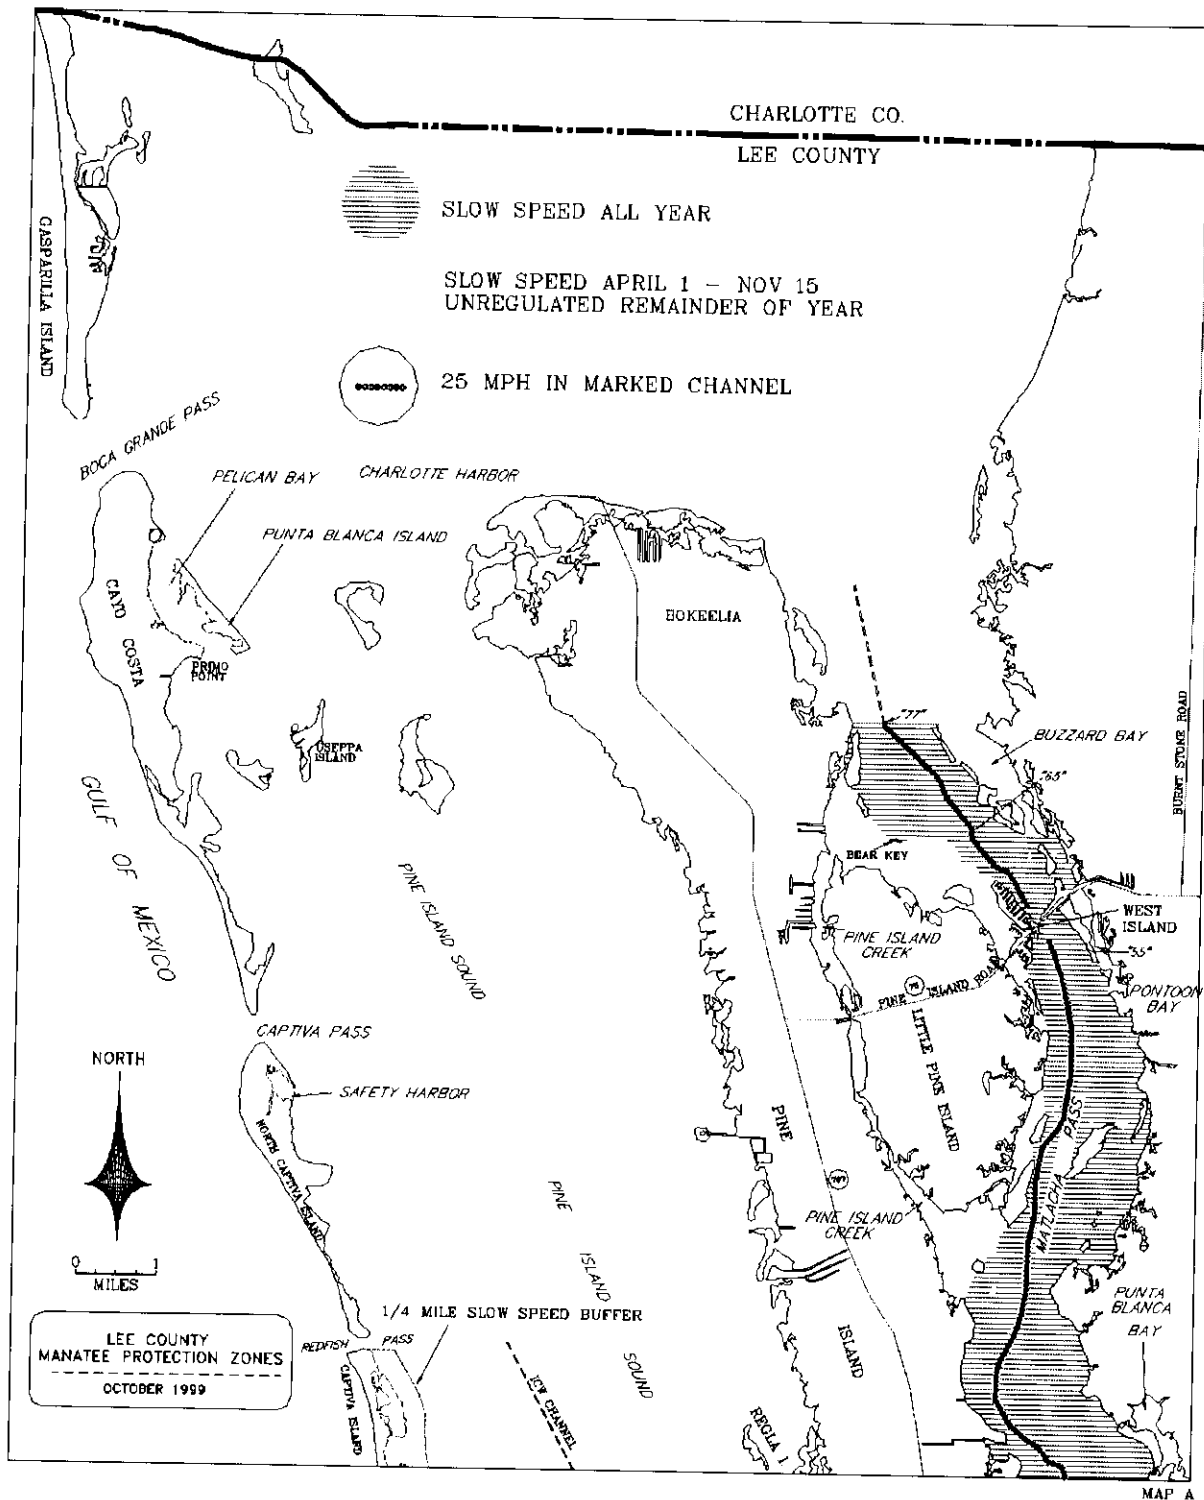 CHARLOTTE CO.
LEE COUNTY
SLOW SPEED ALL YEAR
SLOW SPEED APRIL 1 - NOV 15
UNREGULATED REMAINDER OF YEAR
25 MPH IN MARKED CHANNEL
GASPARILLA ISLAND
BOCA GRANDE PASS
PELICAN BAY
CHARLOTTE HARBOR
PUNTA BLANCA ISLAND
CAYO COSTA
PRIMO
POINT
BOKEELIA
USEPPA
ISLAND
"77"
BUZZARD BAY
"65"
BURNT STORE ROAD
GULF OF MEXICO
PINE ISLAND SOUND
BEAR KEY
WEST
ISLAND
PINE ISLAND
CREEK
"55"
78
PINE ISLAND ROAD
PONTOON
BAY
LITTLE PINE ISLAND
CAPTIVA PASS
NORTH
SAFETY HARBOR
NORTH CAPTIVA ISLAND
PINE
MATLACHA PASS
767
PINE ISLAND
CREEK
PINE ISLAND SOUND
0 1
MILES
PUNTA
BLANCA
BAY
1/4 MILE SLOW SPEED BUFFER
ISLAND
LEE COUNTY
MANATEE PROTECTION ZONES
OCTOBER 1999
REDFISH PASS
CAPTIVA ISLAND
ICW CHANNEL
REGLA I
MAP A